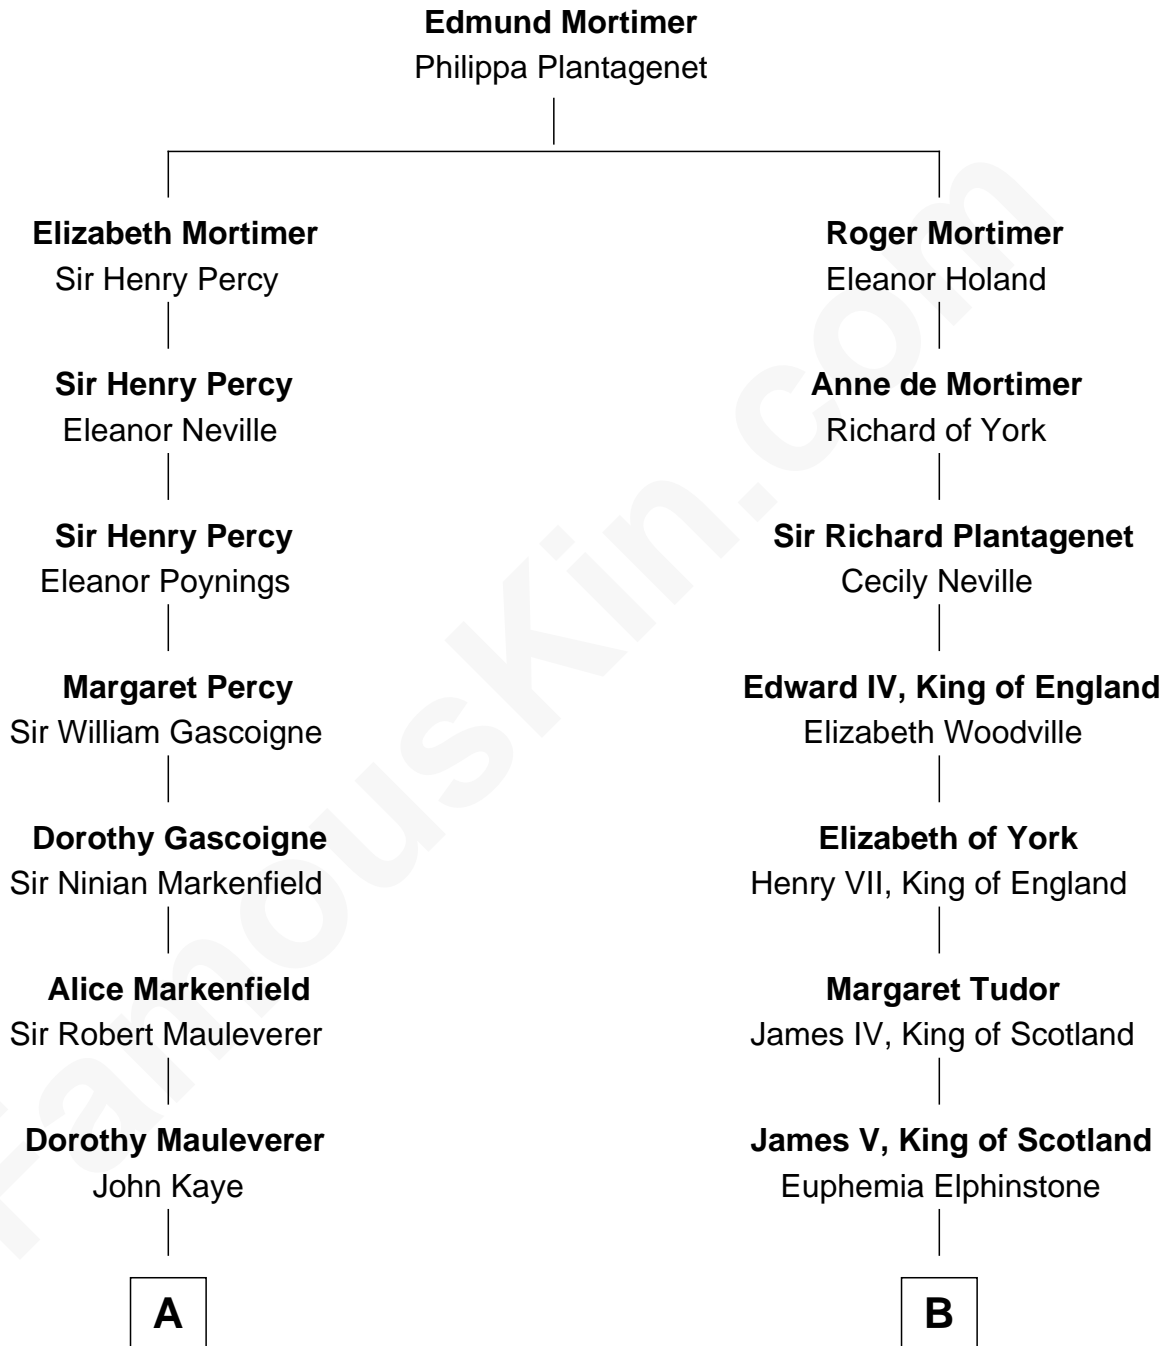 Edmund Mortimer
Philippa Plantagenet
Elizabeth Mortimer
Sir Henry Percy
Roger Mortimer
Eleanor Holand
Sir Henry Percy
Eleanor Neville
Anne de Mortimer
Richard of York
Sir Henry Percy
Eleanor Poynings
Sir Richard Plantagenet
Cecily Neville
Margaret Percy
Sir William Gascoigne
Edward IV, King of England
Elizabeth Woodville
Dorothy Gascoigne
Sir Ninian Markenfield
Elizabeth of York
Henry VII, King of England
Alice Markenfield
Sir Robert Mauleverer
Margaret Tudor
James IV, King of Scotland
Dorothy Mauleverer
John Kaye
James V, King of Scotland
Euphemia Elphinstone
A
B
FamousKin.com